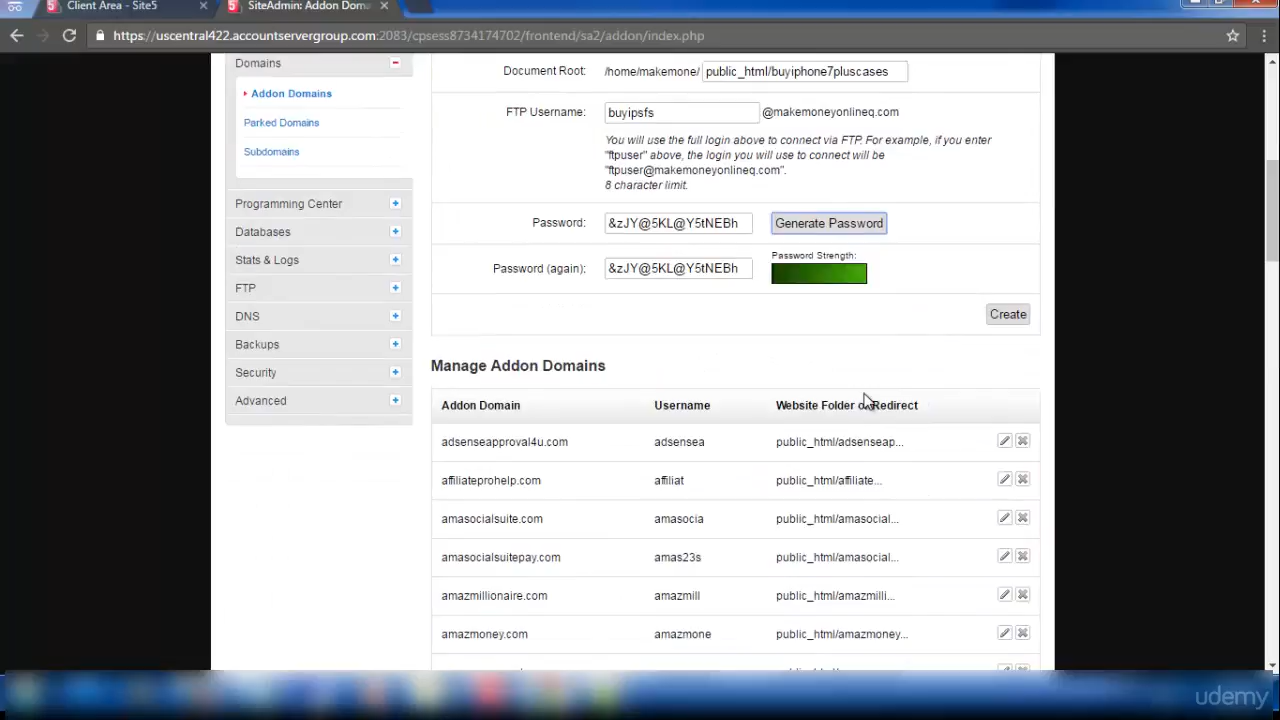 Client Area - Site5
SiteAdmin: Addon Dom
https://uscentral422.accountservergroup.com:2083/cpsess8734174702/frontend/sa2/addon/index.php
Domains
Addon Domains
Parked Domains
Subdomains
Programming Center
Databases
Stats & Logs
FTP
DNS
Backups
Security
Advanced
Document Root: /home/makemone/ public_html/buyiphone7pluscases
FTP Username: buyipsfs @makemoneyonlineq.com
You will use the full login above to connect via FTP. For example, if you enter
"ftpuser" above, the login you will use to connect will be
"ftpuser@makemoneyonlineq.com".
8 character limit.
Password: &zJY@5KL@Y5tNEBh Generate Password
Password Strength:
Password (again): &zJY@5KL@Y5tNEBh
Create
Manage Addon Domains
Addon Domain Username Website Folder or Redirect
adsenseapproval4u.com adsensea public_html/adsenseap...
affiliateprohelp.com affiliat public_html/affiliate...
amasocialsuite.com amasocia public_html/amasocial...
amasocialsuitepay.com amas23s public_html/amasocial...
amazmillionaire.com amazmill public_html/amazmilli...
amazmoney.com amazmone public_html/amazmoney...
udemy